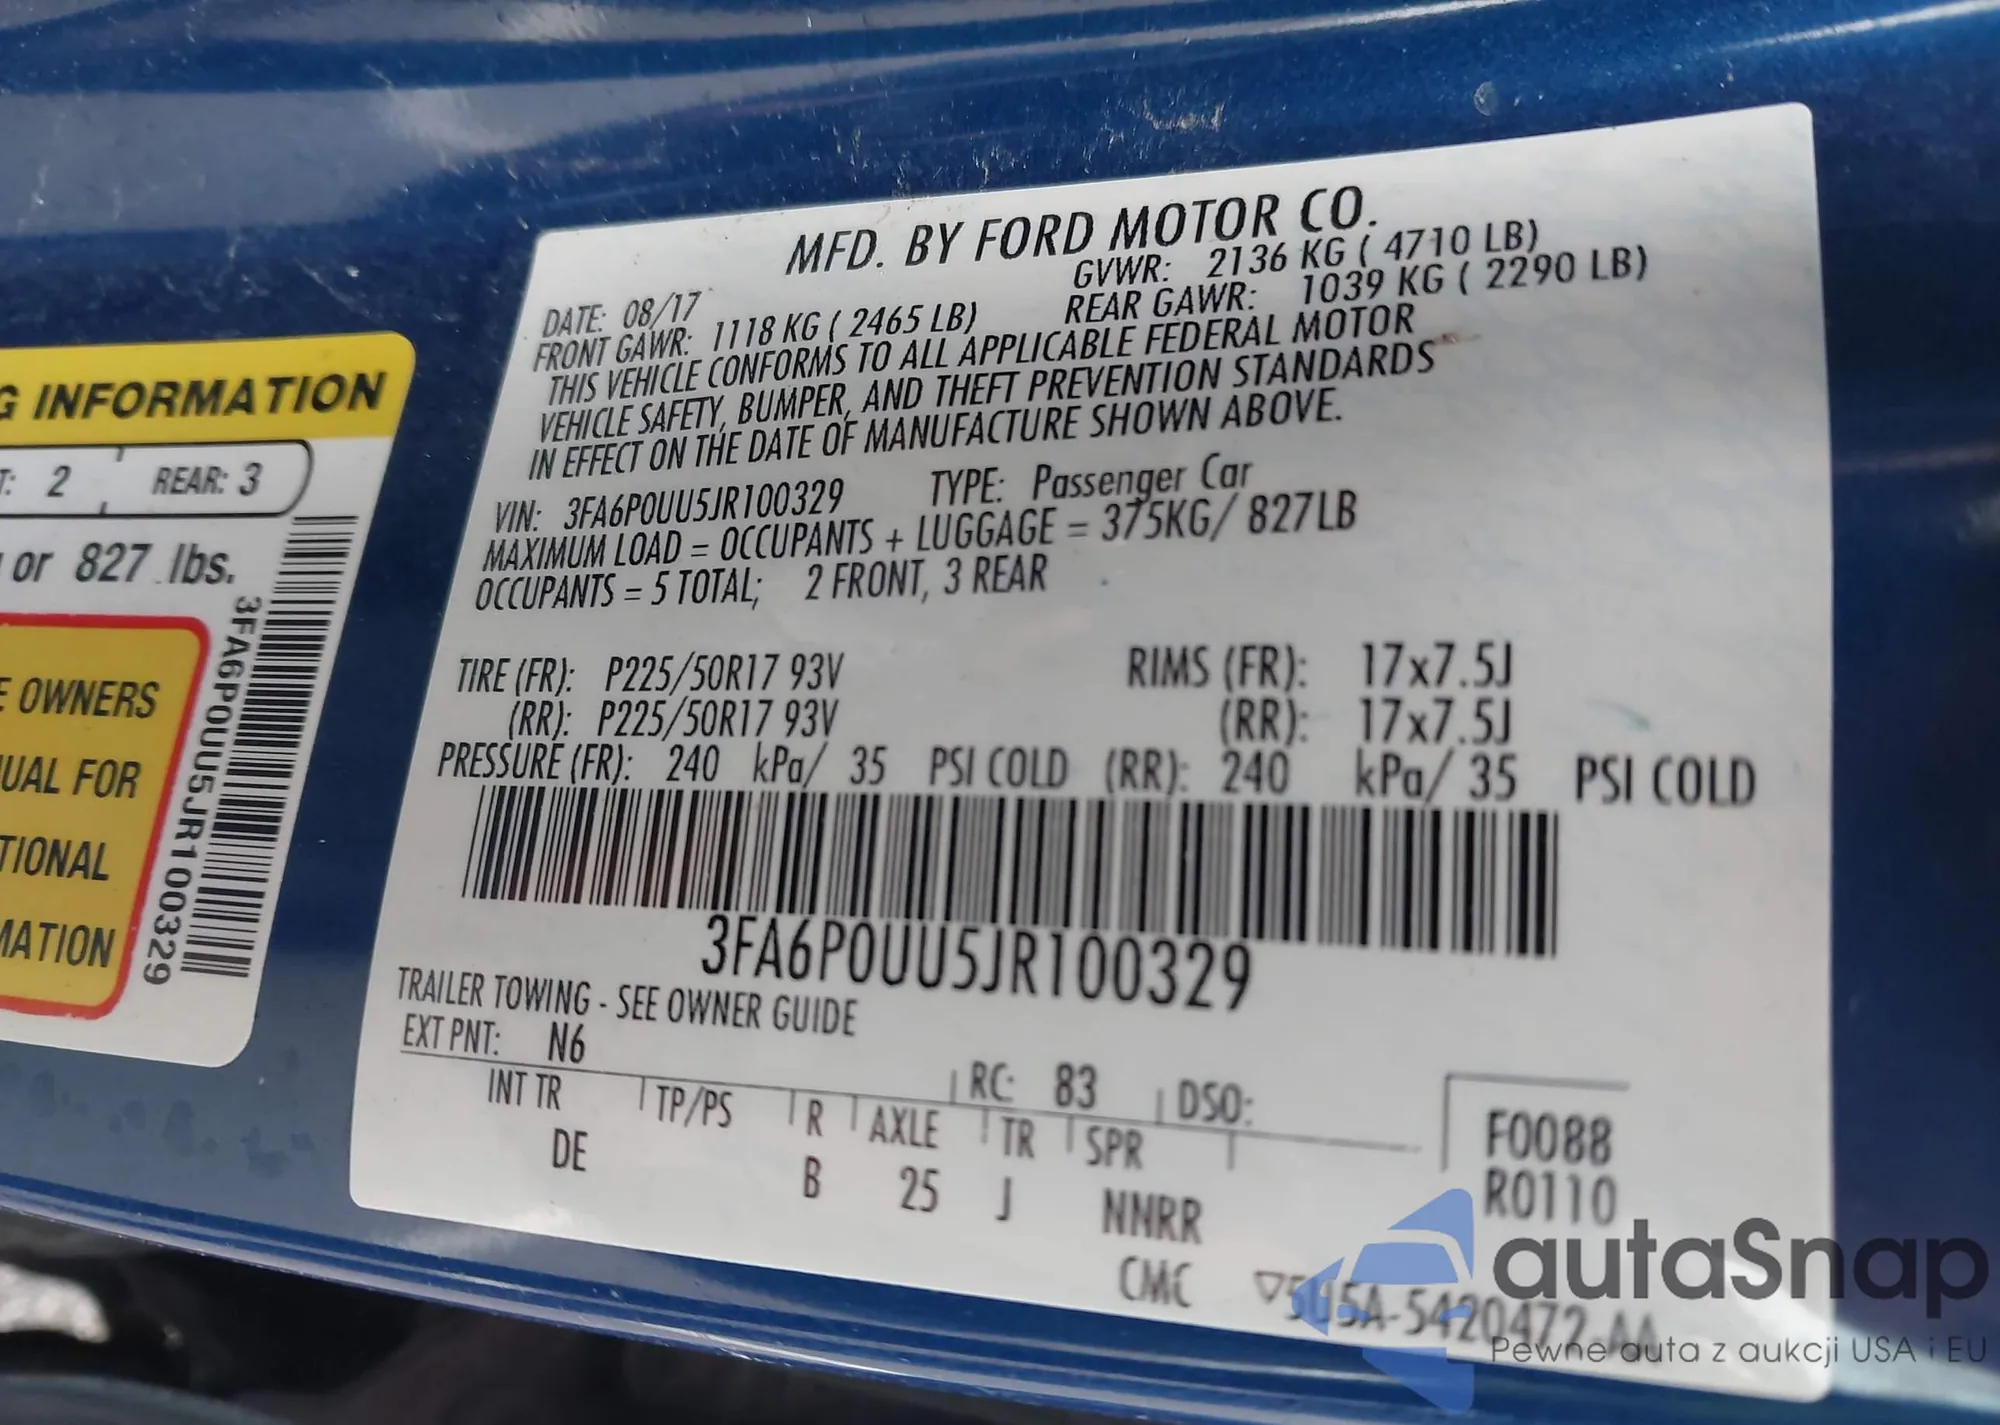 G INFORMATION
T: 2 REAR: 3
or 827 lbs.
E OWNERS
UAL FOR
TIONAL
MATION
3FA6P0UU5JR100329
MFD. BY FORD MOTOR CO.
DATE: 08/17 GVWR: 2136 KG ( 4710 LB)
FRONT GAWR: 1118 KG ( 2465 LB) REAR GAWR: 1039 KG ( 2290 LB)
THIS VEHICLE CONFORMS TO ALL APPLICABLE FEDERAL MOTOR
VEHICLE SAFETY, BUMPER, AND THEFT PREVENTION STANDARDS
IN EFFECT ON THE DATE OF MANUFACTURE SHOWN ABOVE.
VIN: 3FA6P0UU5JR100329 TYPE: Passenger Car
MAXIMUM LOAD = OCCUPANTS + LUGGAGE = 375KG/ 827LB
OCCUPANTS = 5 TOTAL; 2 FRONT, 3 REAR
TIRE (FR): P225/50R17 93V RIMS (FR): 17x7.5J
(RR): P225/50R17 93V (RR): 17x7.5J
PRESSURE (FR): 240 kPa/ 35 PSI COLD (RR): 240 kPa/ 35 PSI COLD
3FA6P0UU5JR100329
TRAILER TOWING - SEE OWNER GUIDE
EXT PNT: N6 RC: 83 DSO:
INT TR TP/PS R AXLE TR SPR F0088
DE B 25 J NNRR R0110
CMC
autaSnap
Pewne auta z aukcji USA i EU